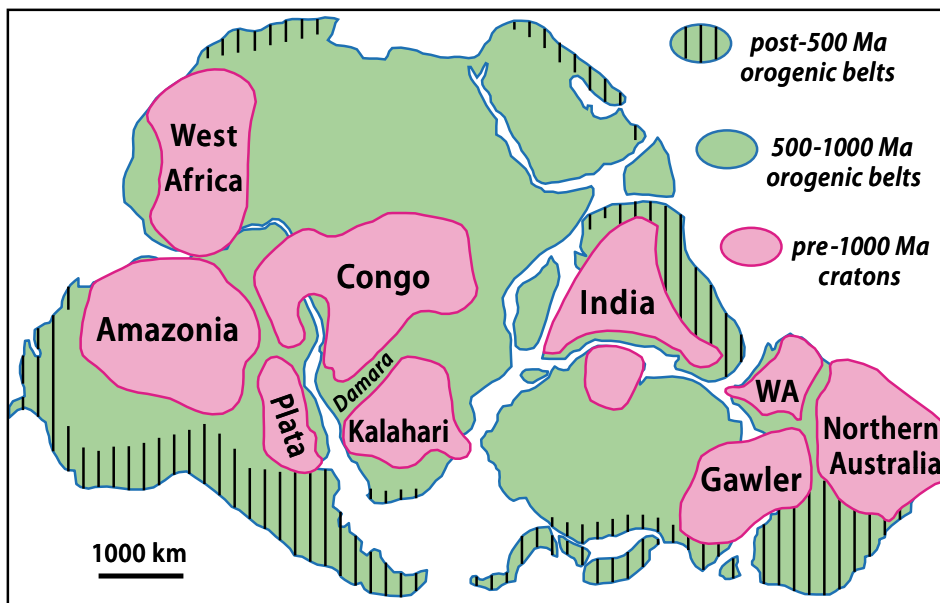 post-500 Ma
orogenic belts
500-1000 Ma
orogenic belts
pre-1000 Ma
cratons
West
Africa
Congo
India
Amazonia
Damara
Plata
Kalahari
WA
Northern
Australia
Gawler
1000 km